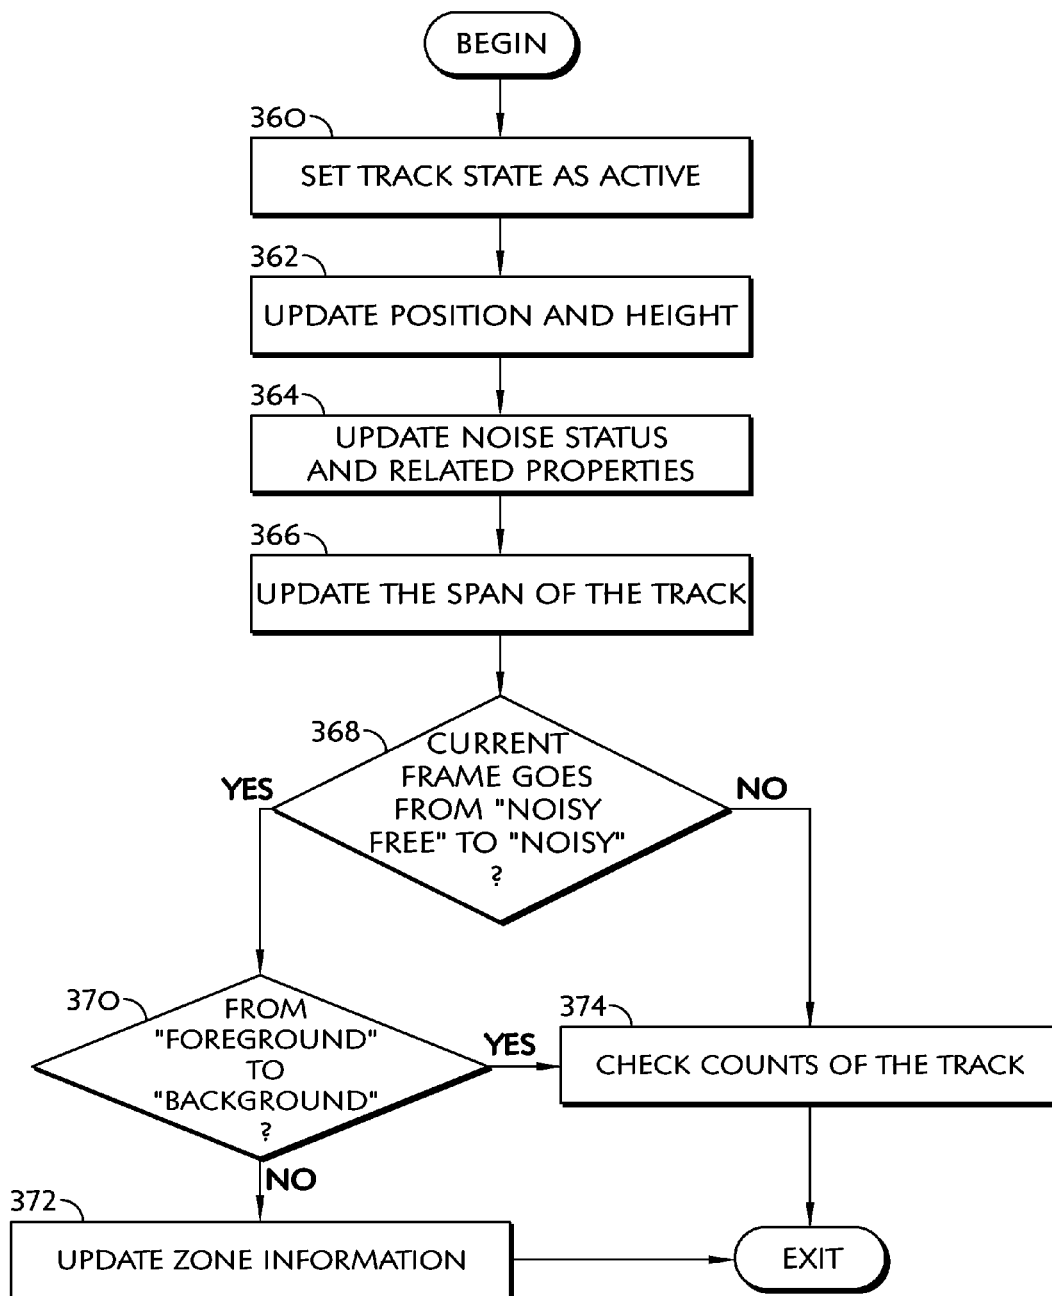 BEGIN
360
SET TRACK STATE AS ACTIVE
362
UPDATE POSITION AND HEIGHT
364
UPDATE NOISE STATUS
AND RELATED PROPERTIES
366
UPDATE THE SPAN OF THE TRACK
368
CURRENT
FRAME GOES
FROM "NOISY
FREE" TO "NOISY"
?
YES
NO
370
FROM
"FOREGROUND"
TO
"BACKGROUND"
?
YES
NO
374
CHECK COUNTS OF THE TRACK
372
UPDATE ZONE INFORMATION
EXIT